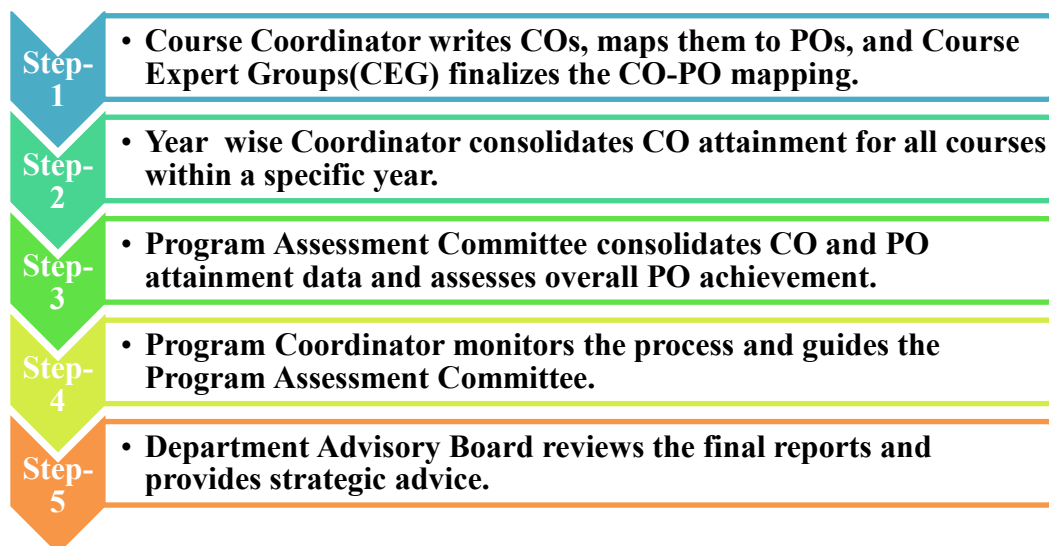 Step-
1
• Course Coordinator writes COs, maps them to POs, and Course
Expert Groups(CEG) finalizes the CO-PO mapping.
Step-
2
• Year wise Coordinator consolidates CO attainment for all courses
within a specific year.
Step-
3
• Program Assessment Committee consolidates CO and PO
attainment data and assesses overall PO achievement.
Step-
4
• Program Coordinator monitors the process and guides the
Program Assessment Committee.
Step-
5
• Department Advisory Board reviews the final reports and
provides strategic advice.